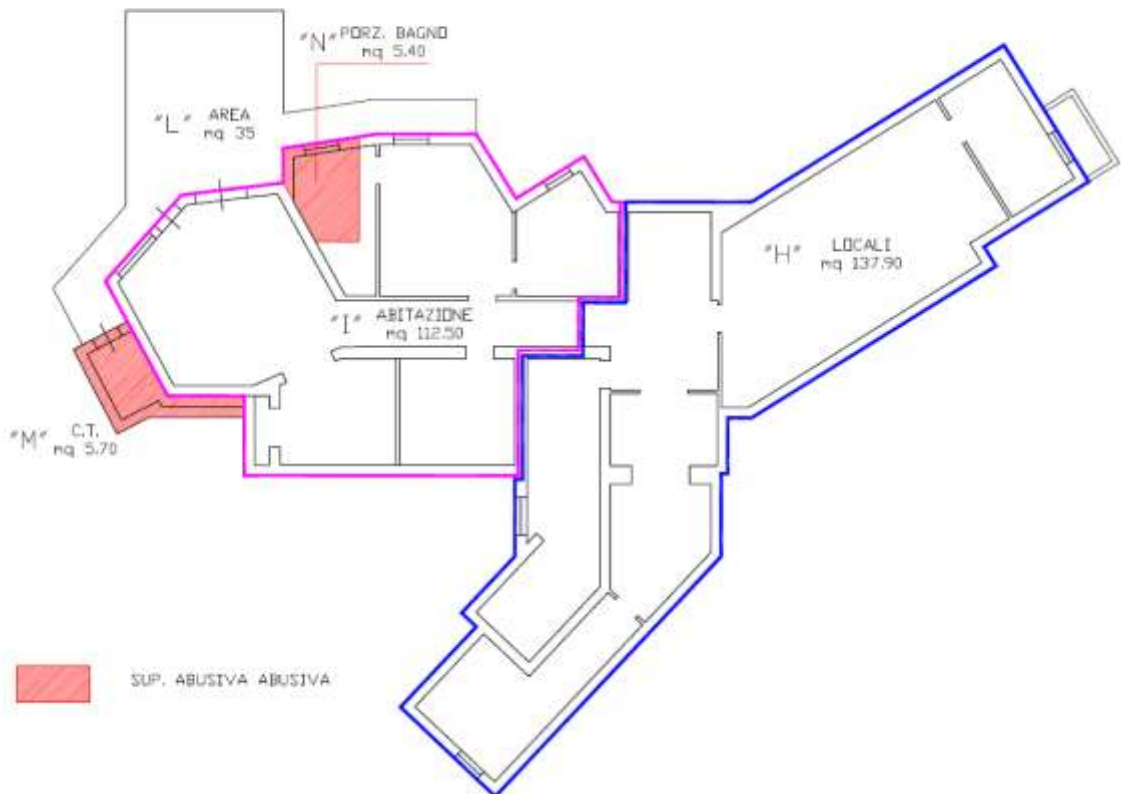 "N" PORZ. BAGNO
mq 5.40
"L" AREA
mq 35
"H" LOCALI
mq 137.90
"I" ABITAZIONE
mq 112.50
"M" C.T.
mq 5.70
SUP. ABUSIVA ABUSIVA